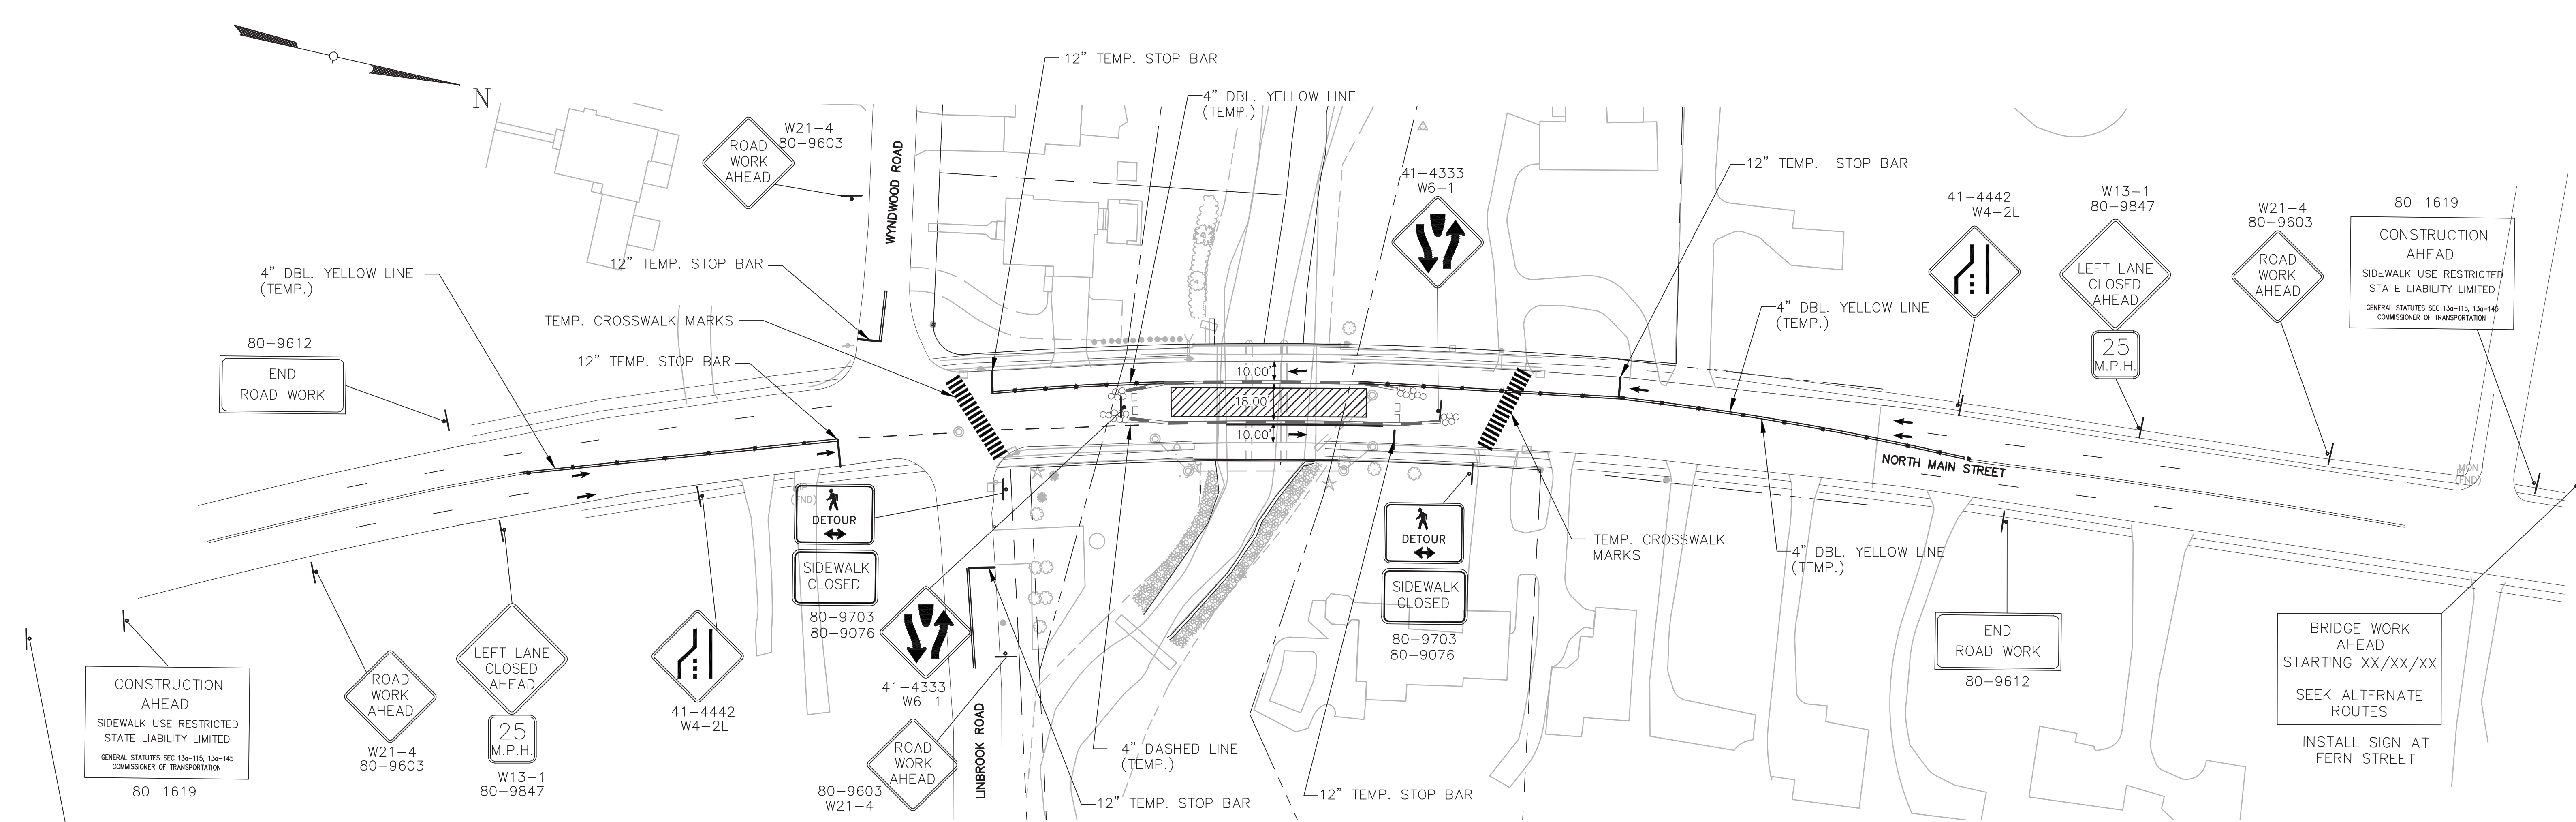 N
12" TEMP. STOP BAR
4" DBL. YELLOW LINE
(TEMP.)
W21-4
80-9603
ROAD
WORK
AHEAD
WYNDWOOD ROAD
12" TEMP. STOP BAR
4" DBL. YELLOW LINE
(TEMP.)
TEMP. CROSSWALK MARKS
12" TEMP. STOP BAR
80-9612
END
ROAD WORK
41-4333
W6-1
12" TEMP. STOP BAR
41-4442
W4-2L
W13-1
80-9847
LEFT LANE
CLOSED
AHEAD
25
M.P.H.
W21-4
80-9603
ROAD
WORK
AHEAD
80-1619
CONSTRUCTION
AHEAD
SIDEWALK USE RESTRICTED
STATE LIABILITY LIMITED
GENERAL STATUTES SEC 13a-115, 13a-145
COMMISSIONER OF TRANSPORTATION
4" DBL. YELLOW LINE
(TEMP.)
10.00'
18.00'
10.00'
NORTH MAIN STREET
MON
(FND)
(FND)
DETOUR
SIDEWALK
CLOSED
80-9703
80-9076
DETOUR
SIDEWALK
CLOSED
80-9703
80-9076
TEMP. CROSSWALK
MARKS
4" DBL. YELLOW LINE
(TEMP.)
END
ROAD WORK
80-9612
BRIDGE WORK
AHEAD
STARTING XX/XX/XX
SEEK ALTERNATE
ROUTES
INSTALL SIGN AT
FERN STREET
CONSTRUCTION
AHEAD
SIDEWALK USE RESTRICTED
STATE LIABILITY LIMITED
GENERAL STATUTES SEC 13a-115, 13a-145
COMMISSIONER OF TRANSPORTATION
80-1619
ROAD
WORK
AHEAD
W21-4
80-9603
LEFT LANE
CLOSED
AHEAD
25
M.P.H.
W13-1
80-9847
41-4442
W4-2L
41-4333
W6-1
ROAD
WORK
AHEAD
80-9603
W21-4
LINBROOK ROAD
4" DASHED LINE
(TEMP.)
12" TEMP. STOP BAR
12" TEMP. STOP BAR